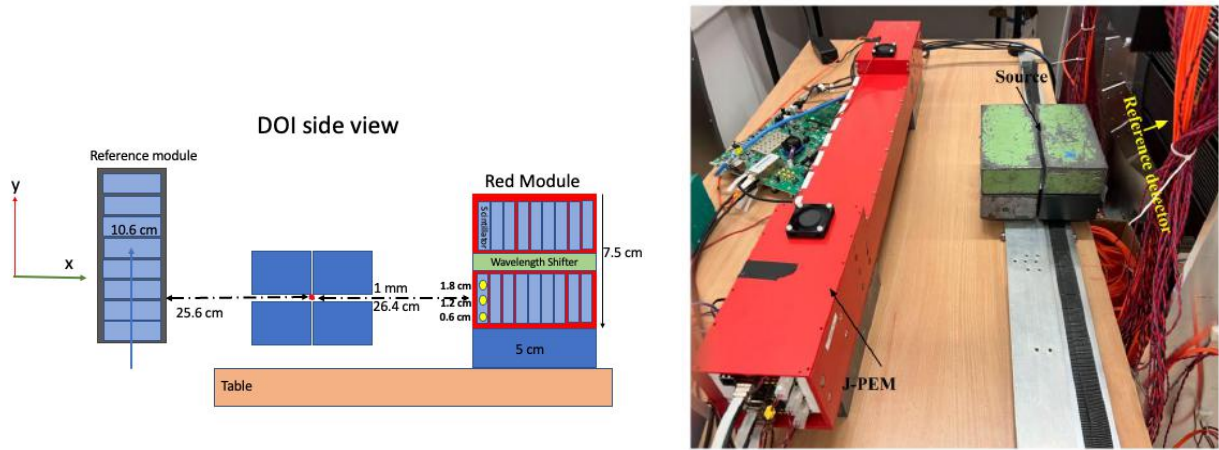 DOI side view
Reference module
y
x
10.6 cm
25.6 cm
1 mm
26.4 cm
Red Module
Scintillator
7.5 cm
Wavelength Shifter
1.8 cm
1.2 cm
0.6 cm
5 cm
Table
Source
Reference detector
J-PEM